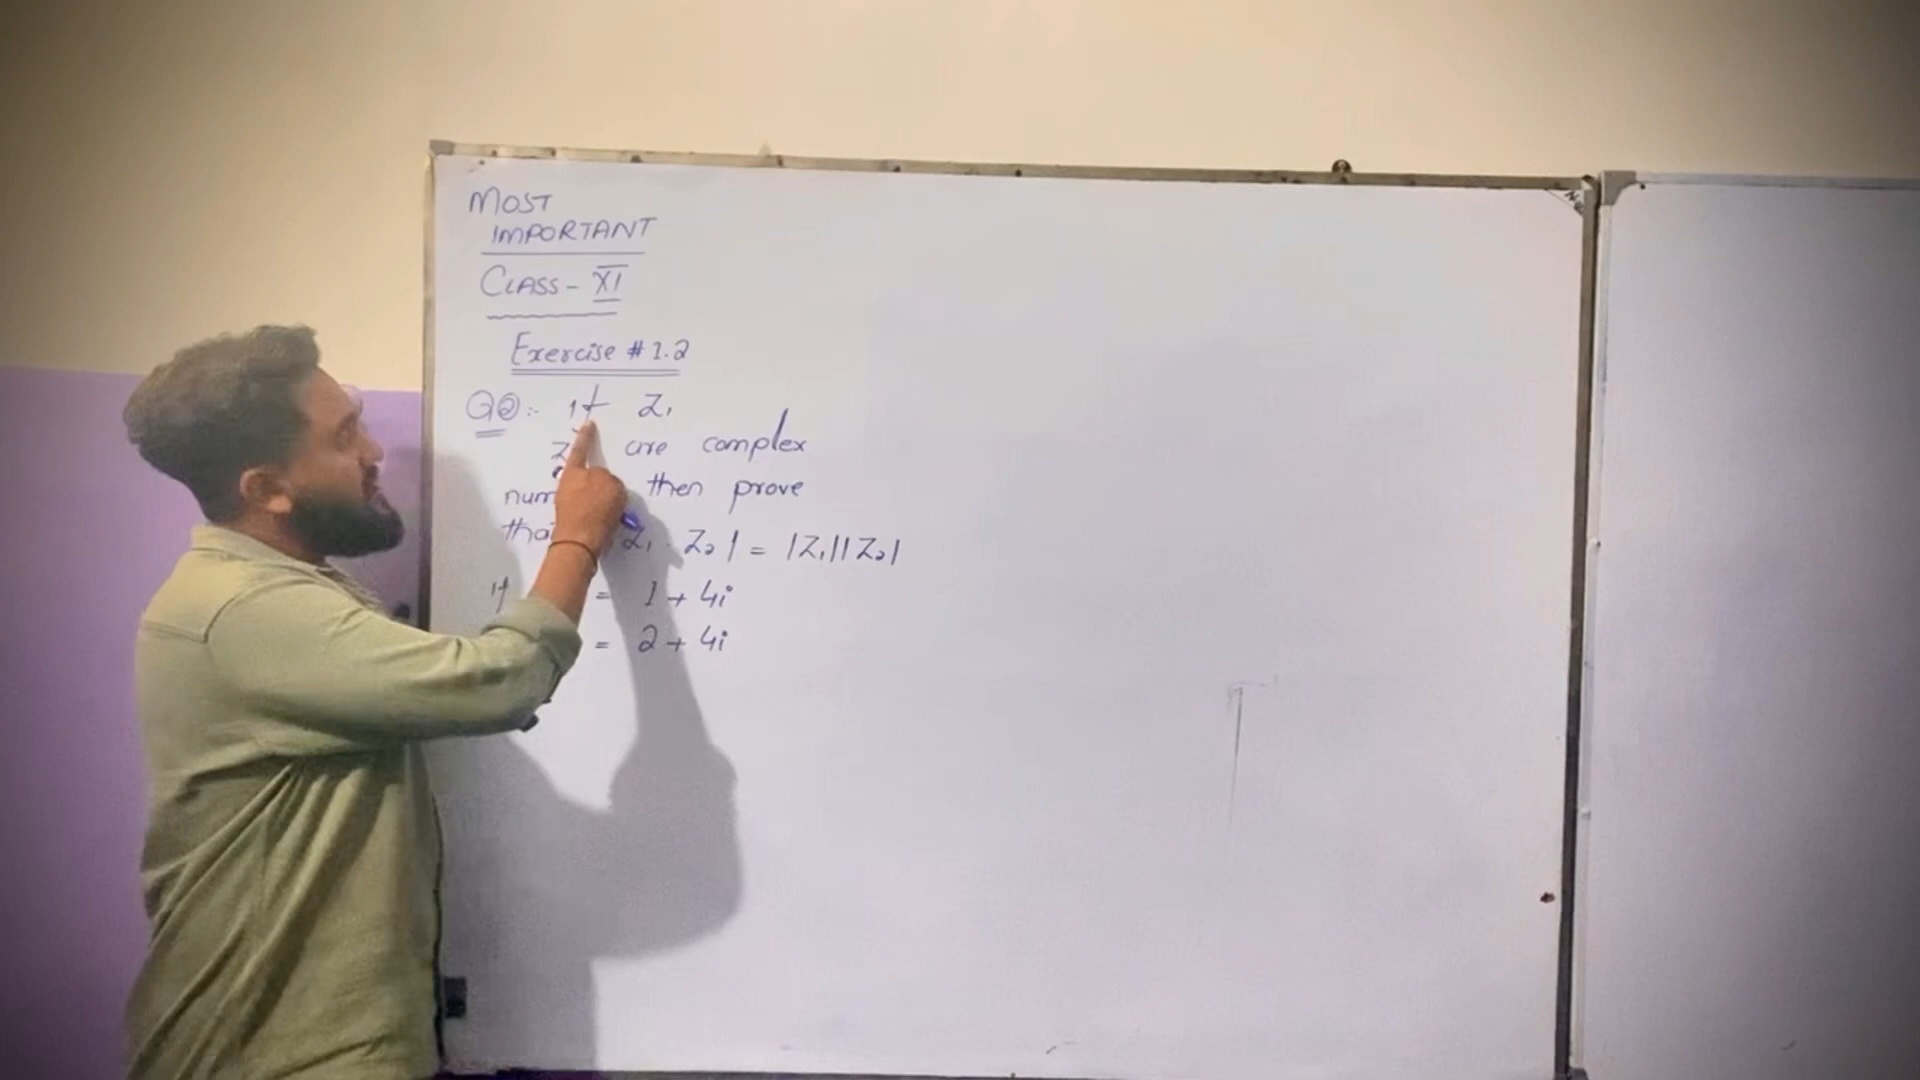 MOST
IMPORTANT
CLASS - XI
Exercise # 1.2
Q②:- If Z₁
are complex
then prove
Z₁ · Z₂ | = |Z₁||Z₂|
If = 1 + 4i
= 2 + 4i